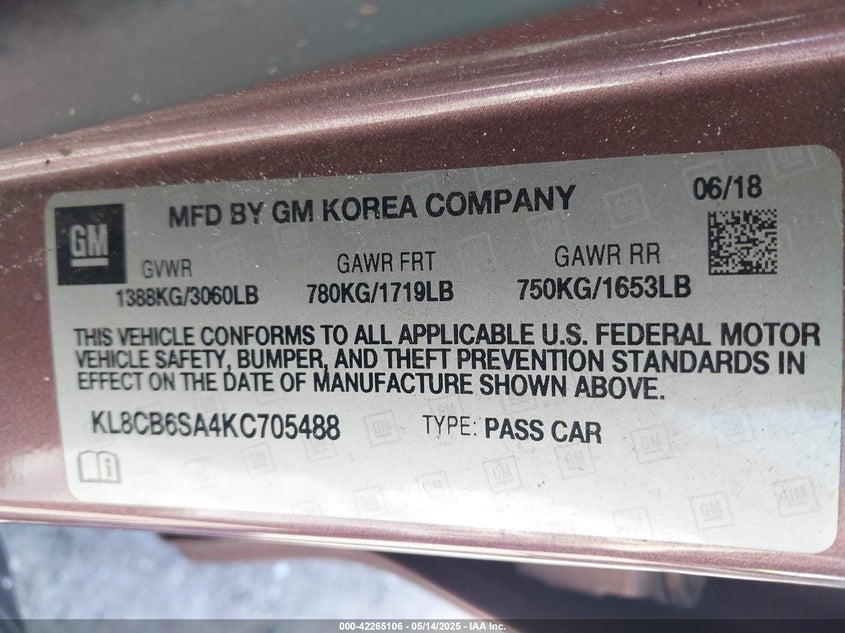 MFD BY GM KOREA COMPANY
06/18
GM
GVWR
GAWR FRT
GAWR RR
1388KG/3060LB
780KG/1719LB
750KG/1653LB
THIS VEHICLE CONFORMS TO ALL APPLICABLE U.S. FEDERAL MOTOR
VEHICLE SAFETY, BUMPER, AND THEFT PREVENTION STANDARDS IN
EFFECT ON THE DATE OF MANUFACTURE SHOWN ABOVE.
KL8CB6SA4KC705488
TYPE: PASS CAR
000-42265106 - 05/14/2025 - IAA Inc.